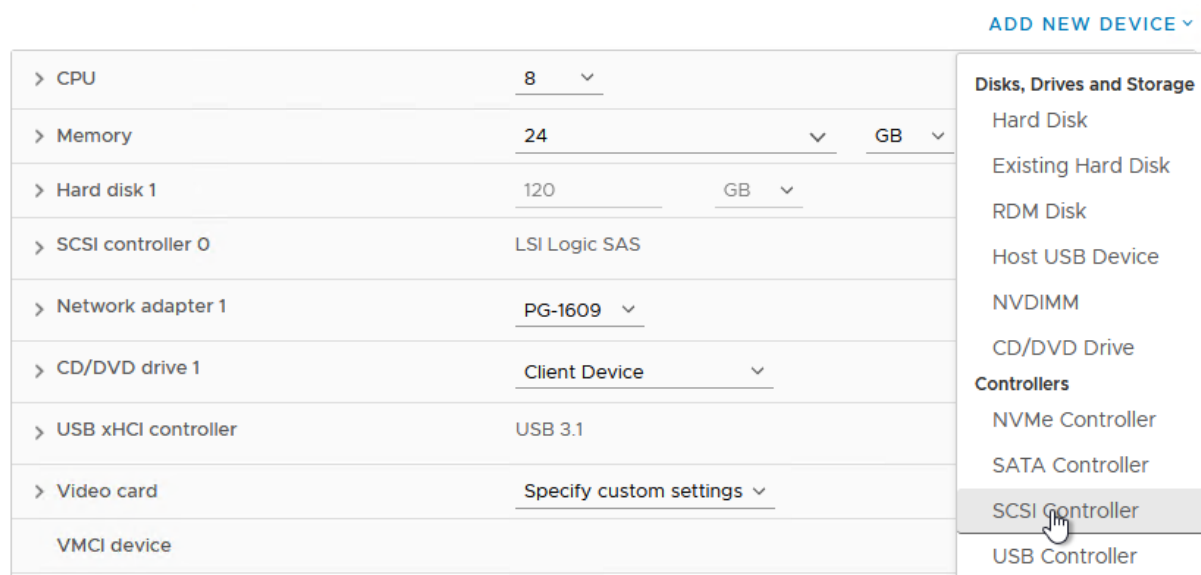 ADD NEW DEVICE
CPU 8
Memory 24 GB
Hard disk 1 120 GB
SCSI controller 0 LSI Logic SAS
Network adapter 1 PG-1609
CD/DVD drive 1 Client Device
USB xHCI controller USB 3.1
Video card Specify custom settings
VMCI device
Disks, Drives and Storage
Hard Disk
Existing Hard Disk
RDM Disk
Host USB Device
NVDIMM
CD/DVD Drive
Controllers
NVMe Controller
SATA Controller
SCSI Controller
USB Controller